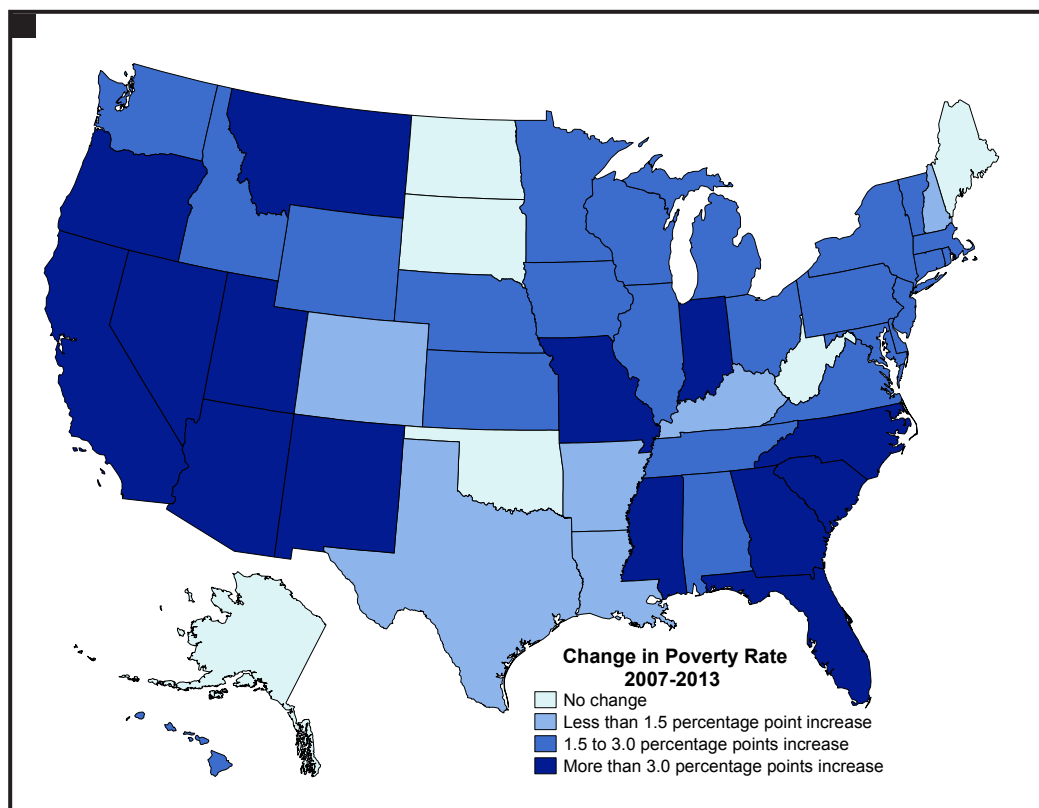 Change in Poverty Rate
2007-2013
No change
Less than 1.5 percentage point increase
1.5 to 3.0 percentage points increase
More than 3.0 percentage points increase